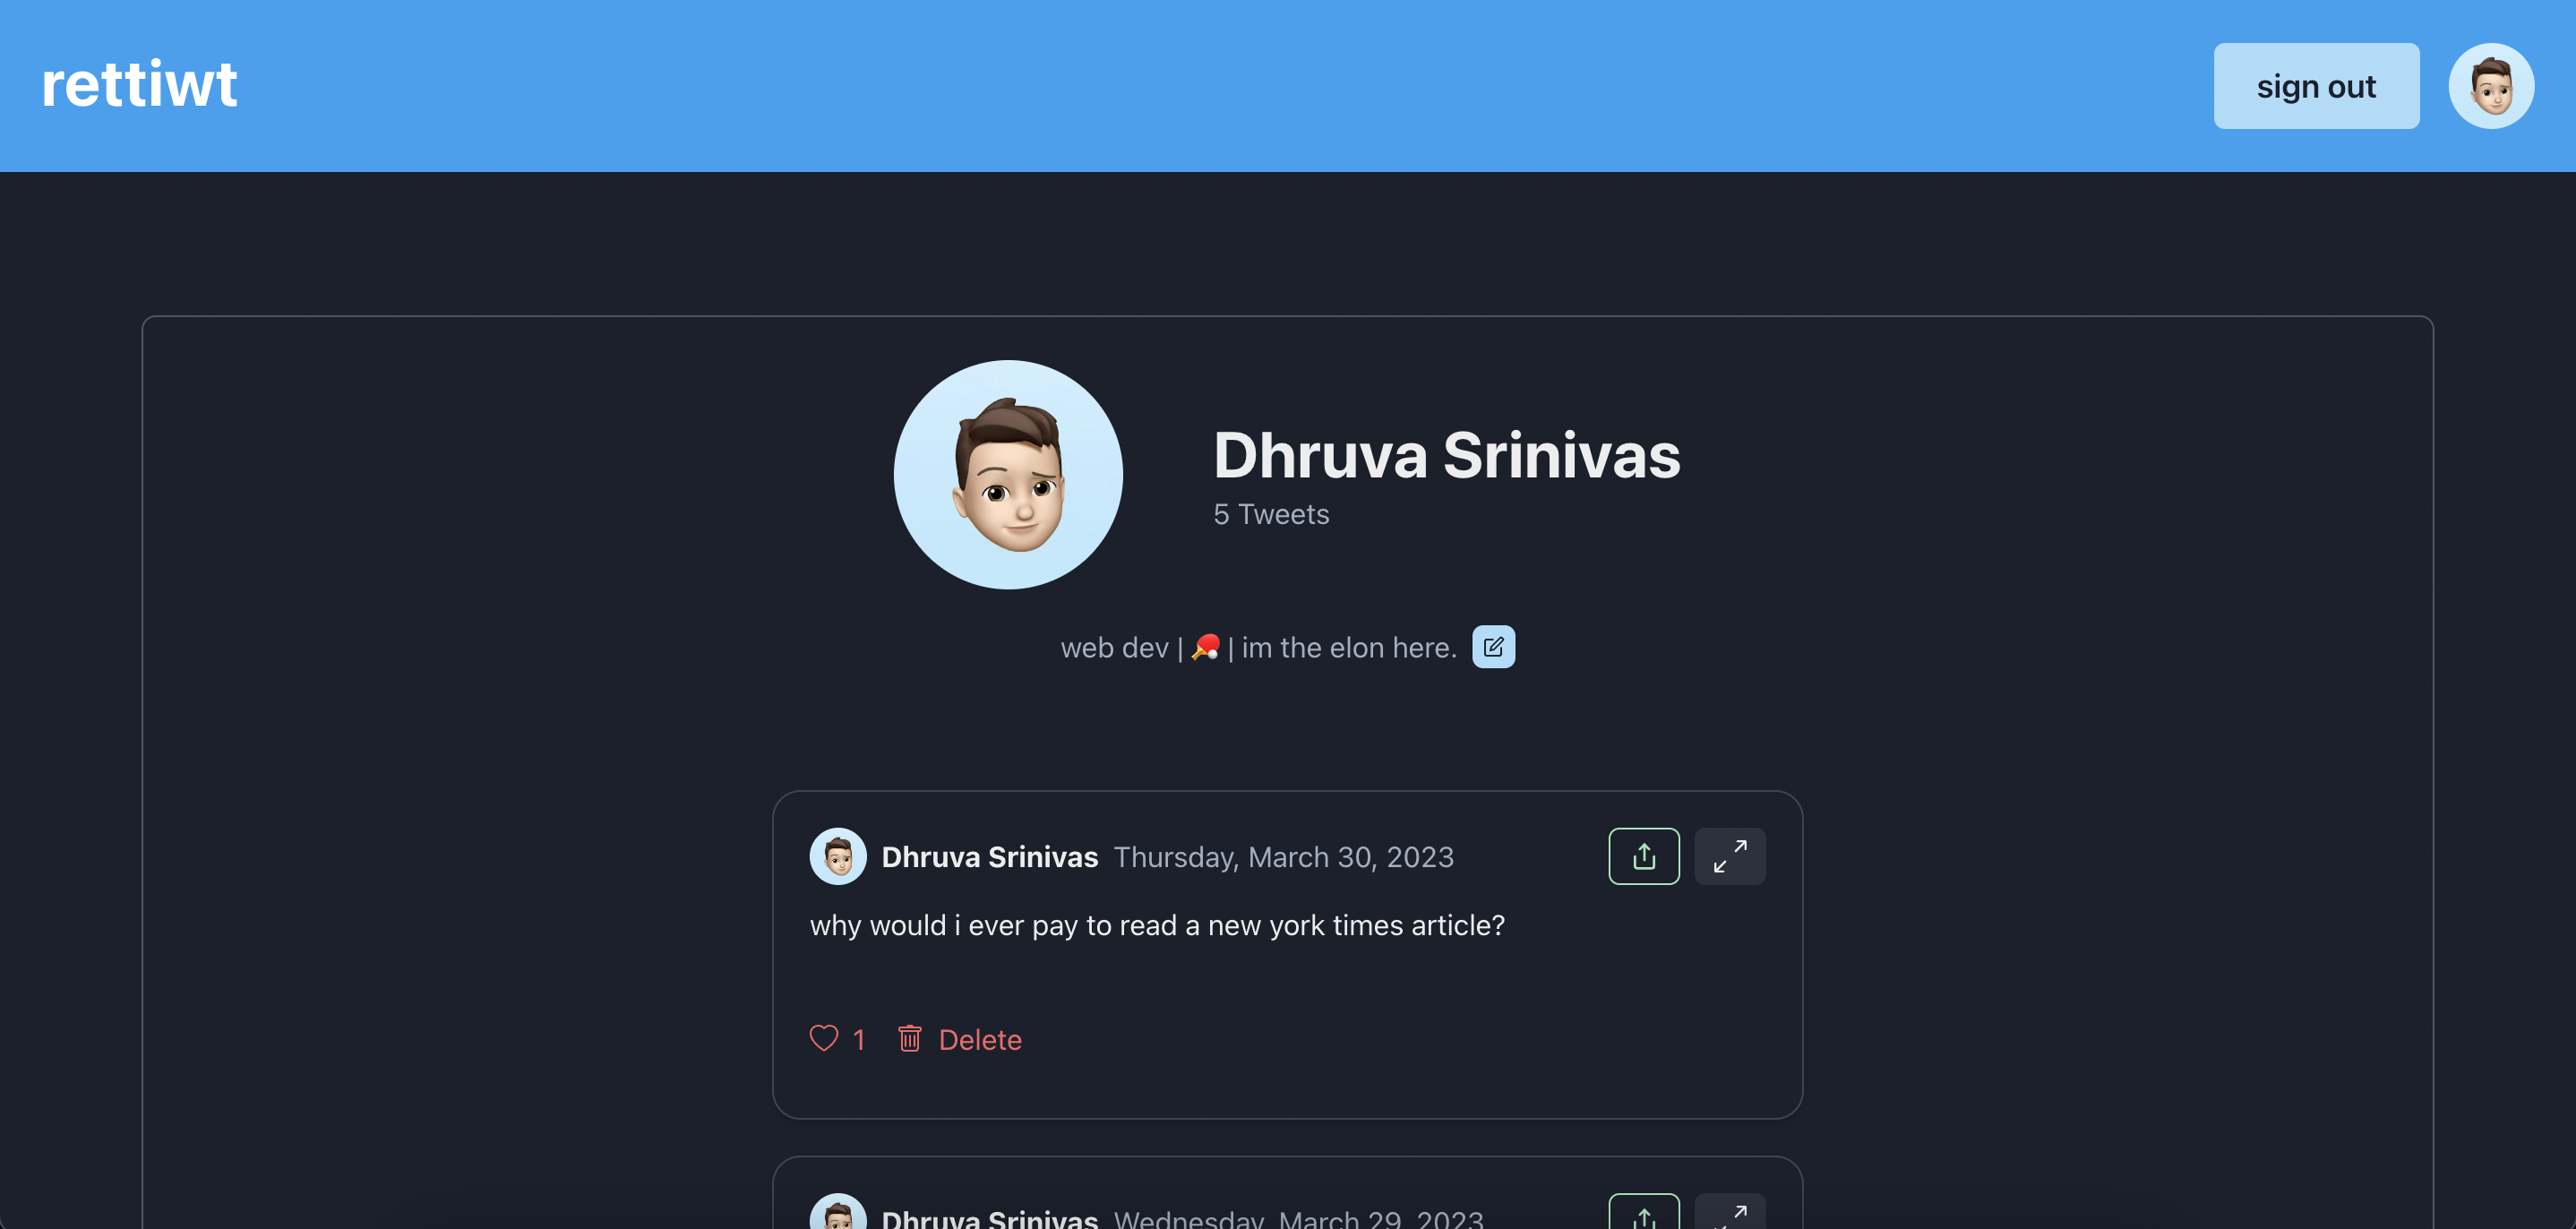 rettiwt
sign out
Dhruva Srinivas
5 Tweets
web dev | 🏓 | im the elon here.
Dhruva Srinivas Thursday, March 30, 2023
why would i ever pay to read a new york times article?
1 Delete
Dhruva Srinivas Wednesday, March 29, 2023